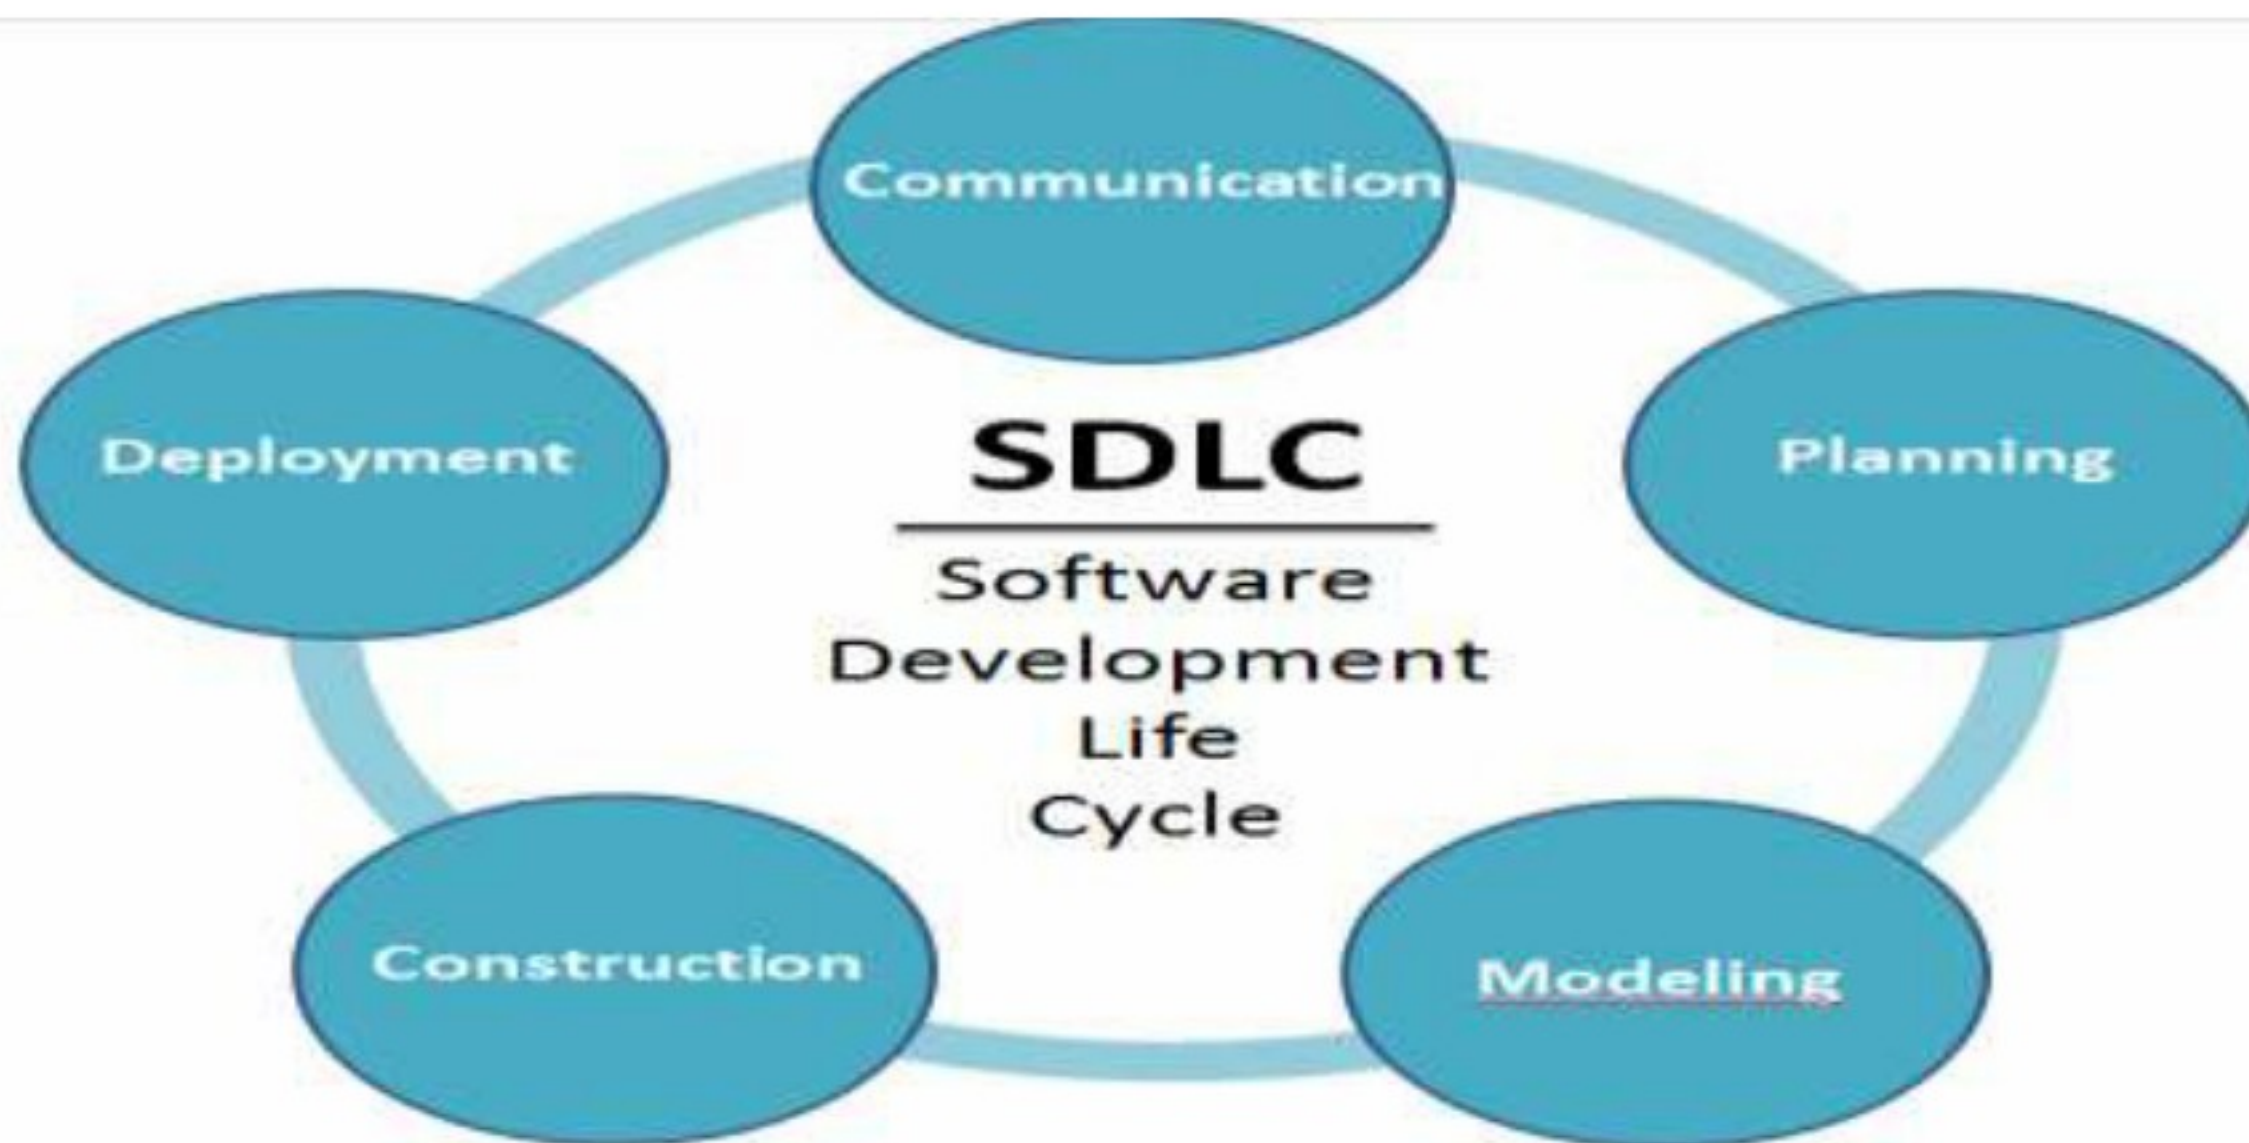 Communication
Deployment
Planning
SDLC
Software
Development
Life
Cycle
Construction
Modeling